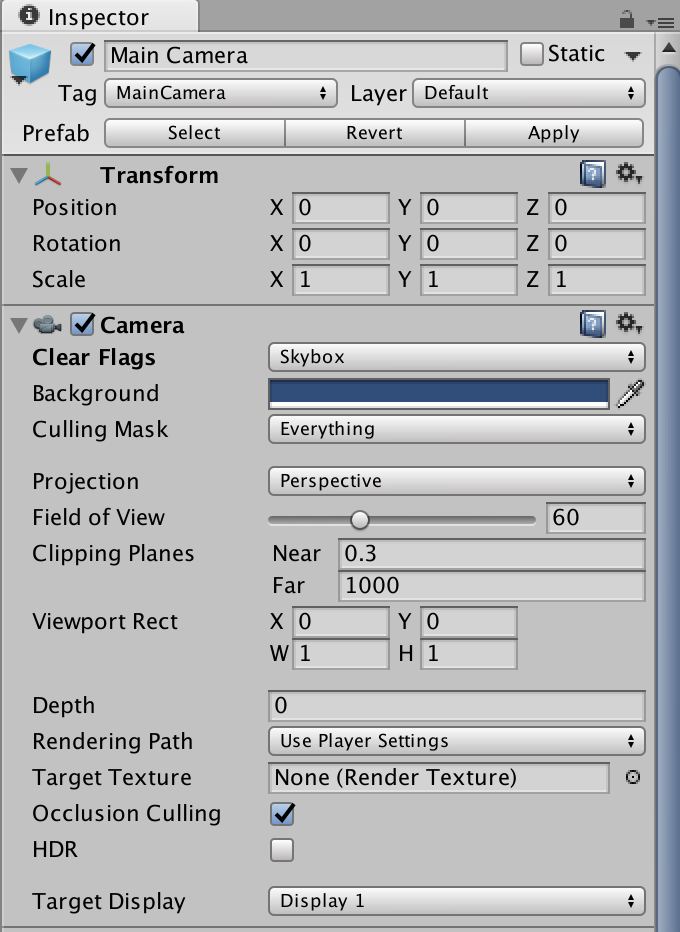 Inspector
Main Camera Static
Tag MainCamera Layer Default
Prefab Select Revert Apply
Transform ?
Position X 0 Y 0 Z 0
Rotation X 0 Y 0 Z 0
Scale X 1 Y 1 Z 1
Camera ?
Clear Flags Skybox
Background
Culling Mask Everything
Projection Perspective
Field of View 60
Clipping Planes Near 0.3
Far 1000
Viewport Rect X 0 Y 0
W 1 H 1
Depth 0
Rendering Path Use Player Settings
Target Texture None (Render Texture)
Occlusion Culling
HDR
Target Display Display 1